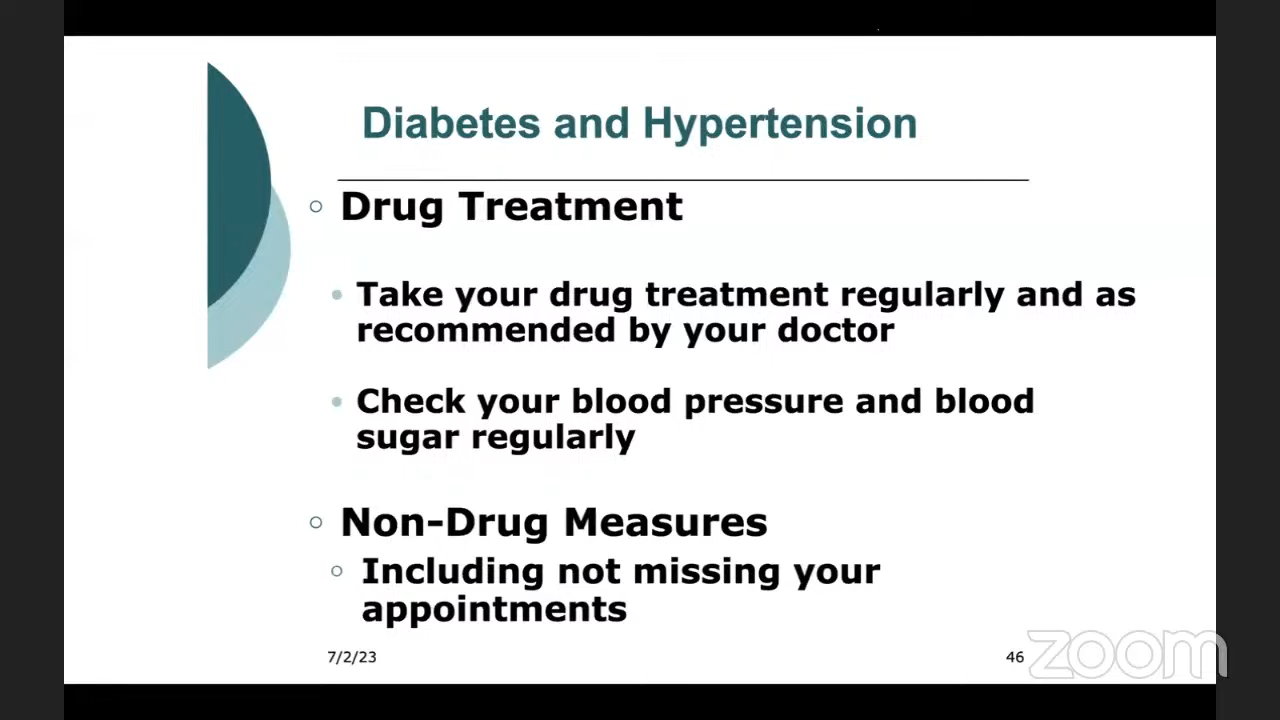 Diabetes and Hypertension
Drug Treatment
Take your drug treatment regularly and as
recommended by your doctor
Check your blood pressure and blood
sugar regularly
Non-Drug Measures
Including not missing your
appointments
7/2/23
46
zoom